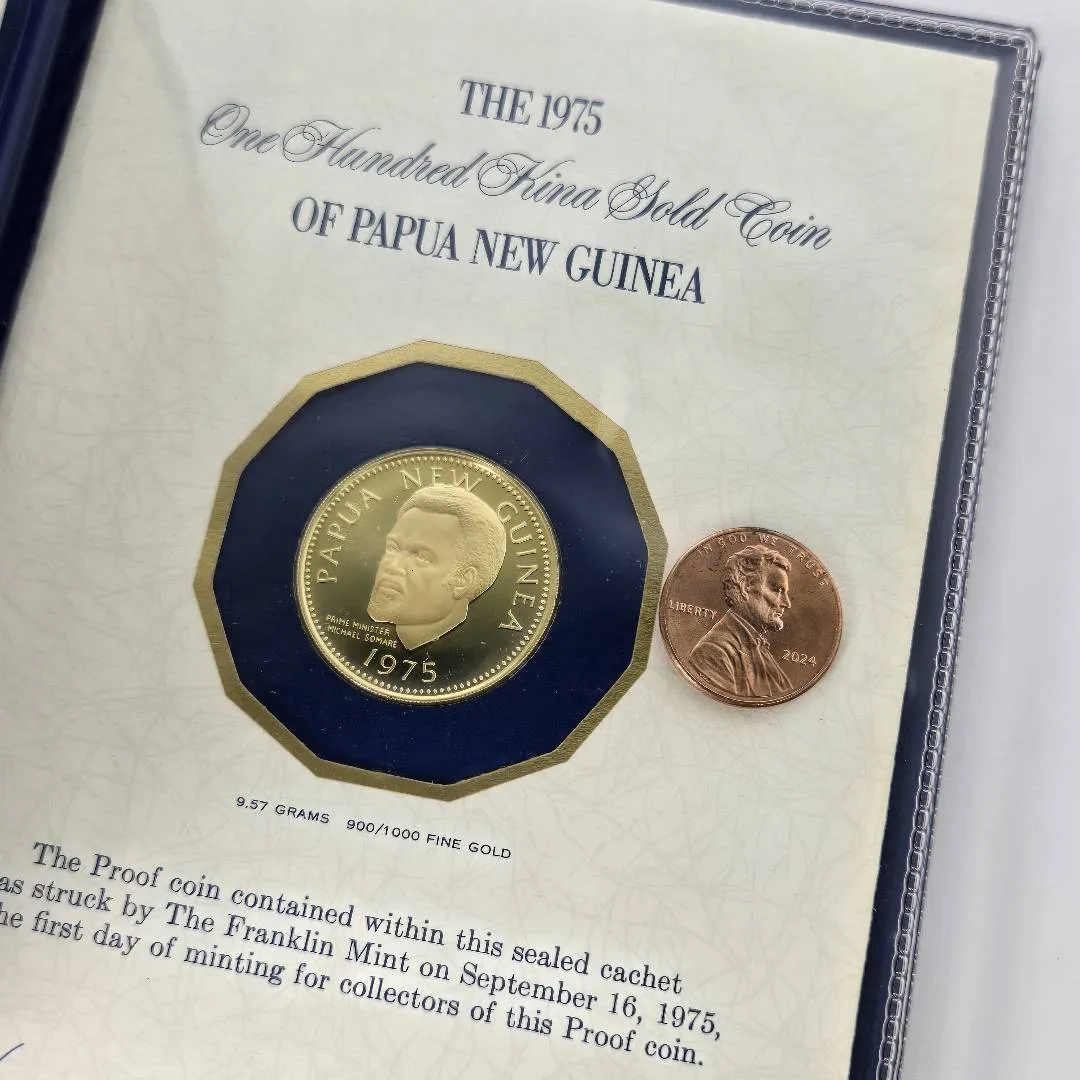 THE 1975
One Hundred Kina Gold Coin
OF PAPUA NEW GUINEA
PAPUA NEW GUINEA
PRIME MINISTER
MICHAEL SOMARE
1975
IN GOD WE TRUST
LIBERTY
2024
9.57 GRAMS 900/1000 FINE GOLD
The Proof coin contained within this sealed cachet
as struck by The Franklin Mint on September 16, 1975,
he first day of minting for collectors of this Proof coin.